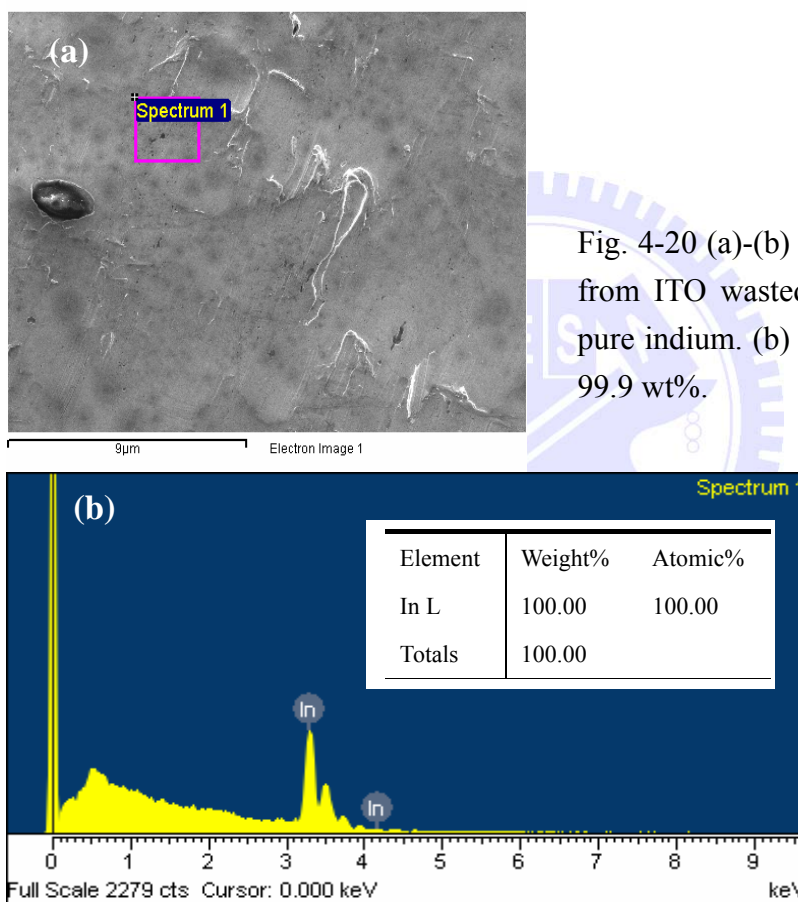 (a)
Spectrum 1
9µm Electron Image 1
Fig. 4-20 (a)-(b)
from ITO wasted
pure indium. (b)
99.9 wt%.
(b)
Spectrum 1
Element Weight% Atomic%
In L 100.00 100.00
Totals 100.00
In
In
0 1 2 3 4 5 6 7 8 9
Full Scale 2279 cts Cursor: 0.000 keV keV